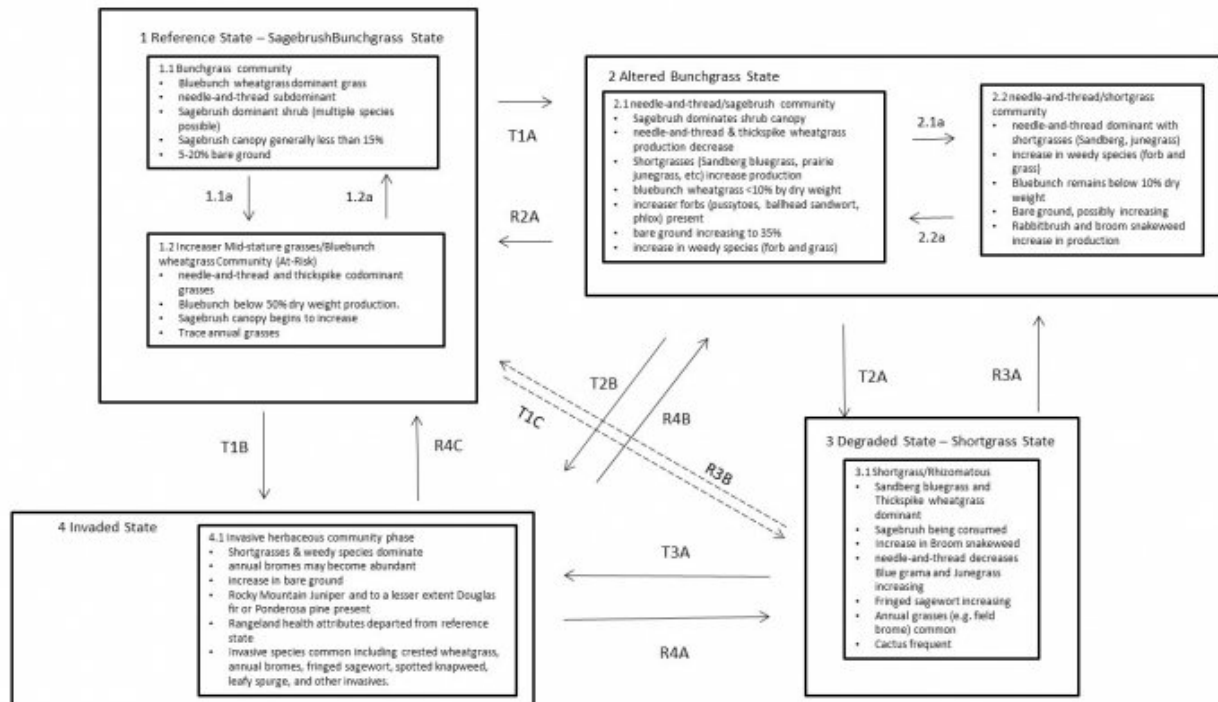 1 Reference State – SagebrushBunchgrass State
1.1 Bunchgrass community
• Bluebunch wheatgrass dominant grass
• needle-and-thread subdominant
• Sagebrush dominant shrub (multiple species
possible)
• Sagebrush canopy generally less than 15%
• 5-20% bare ground
1.1a
1.2a
1.2 Increaser Mid-stature grasses/Bluebunch
wheatgrass Community (At-Risk)
• needle-and-thread and thickspike codominant
grasses
• Bluebunch below 50% dry weight production.
• Sagebrush canopy begins to increase
• Trace annual grasses
T1A
R2A
2 Altered Bunchgrass State
2.1 needle-and-thread/sagebrush community
• Sagebrush dominates shrub canopy
• needle-and-thread & thickspike wheatgrass
production decrease
• Shortgrasses (Sandberg bluegrass, prairie
junegrass, etc) increase production
• bluebunch wheatgrass <10% by dry weight
• increaser forbs (pussytoes, ballhead sandwort,
phlox) present
• bare ground increasing to 35%
• increase in weedy species (forb and grass)
2.1a
2.2a
2.2 needle-and-thread/shortgrass
community
• needle-and-thread dominant with
shortgrasses (Sandberg, junegrass)
• increase in weedy species (forb and
grass)
• Bluebunch remains below 10% dry
weight
• Bare ground, possibly increasing
• Rabbitbrush and broom snakeweed
increase in production
T1B
R4C
T1C
R3B
T2B
R4B
T2A
R3A
3 Degraded State – Shortgrass State
3.1 Shortgrass/Rhizomatous
• Sandberg bluegrass and
Thickspike wheatgrass
dominant
• Sagebrush being consumed
• Increase in Broom snakeweed
• needle-and-thread decreases
Blue grama and Junegrass
increasing
• Fringed sagewort increasing
• Annual grasses (e.g. field
brome) common
• Cactus frequent
T3A
R4A
4 Invaded State
4.1 Invasive herbaceous community phase
• Shortgrasses & weedy species dominate
• annual bromes may become abundant
• increase in bare ground
• Rocky Mountain Juniper and to a lesser extent Douglas
fir or Ponderosa pine present
• Rangeland health attributes departed from reference
state
• Invasive species common including crested wheatgrass,
annual bromes, fringed sagewort, spotted knapweed,
leafy spurge, and other invasives.